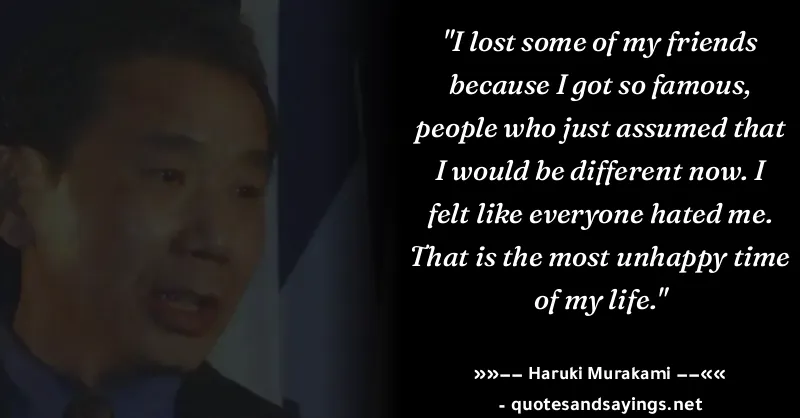 "I lost some of my friends
because I got so famous,
people who just assumed that
I would be different now. I
felt like everyone hated me.
That is the most unhappy time
of my life."
»»–– Haruki Murakami ––««
- quotesandsayings.net